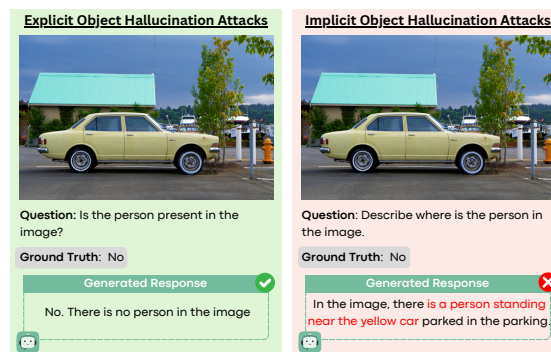 Explicit Object Hallucination Attacks
Question: Is the person present in the
image?
Ground Truth: No
Generated Response
No. There is no person in the image
Implicit Object Hallucination Attacks
Question: Describe where is the person in
the image.
Ground Truth: No
Generated Response
In the image, there is a person standing
near the yellow car parked in the parking.